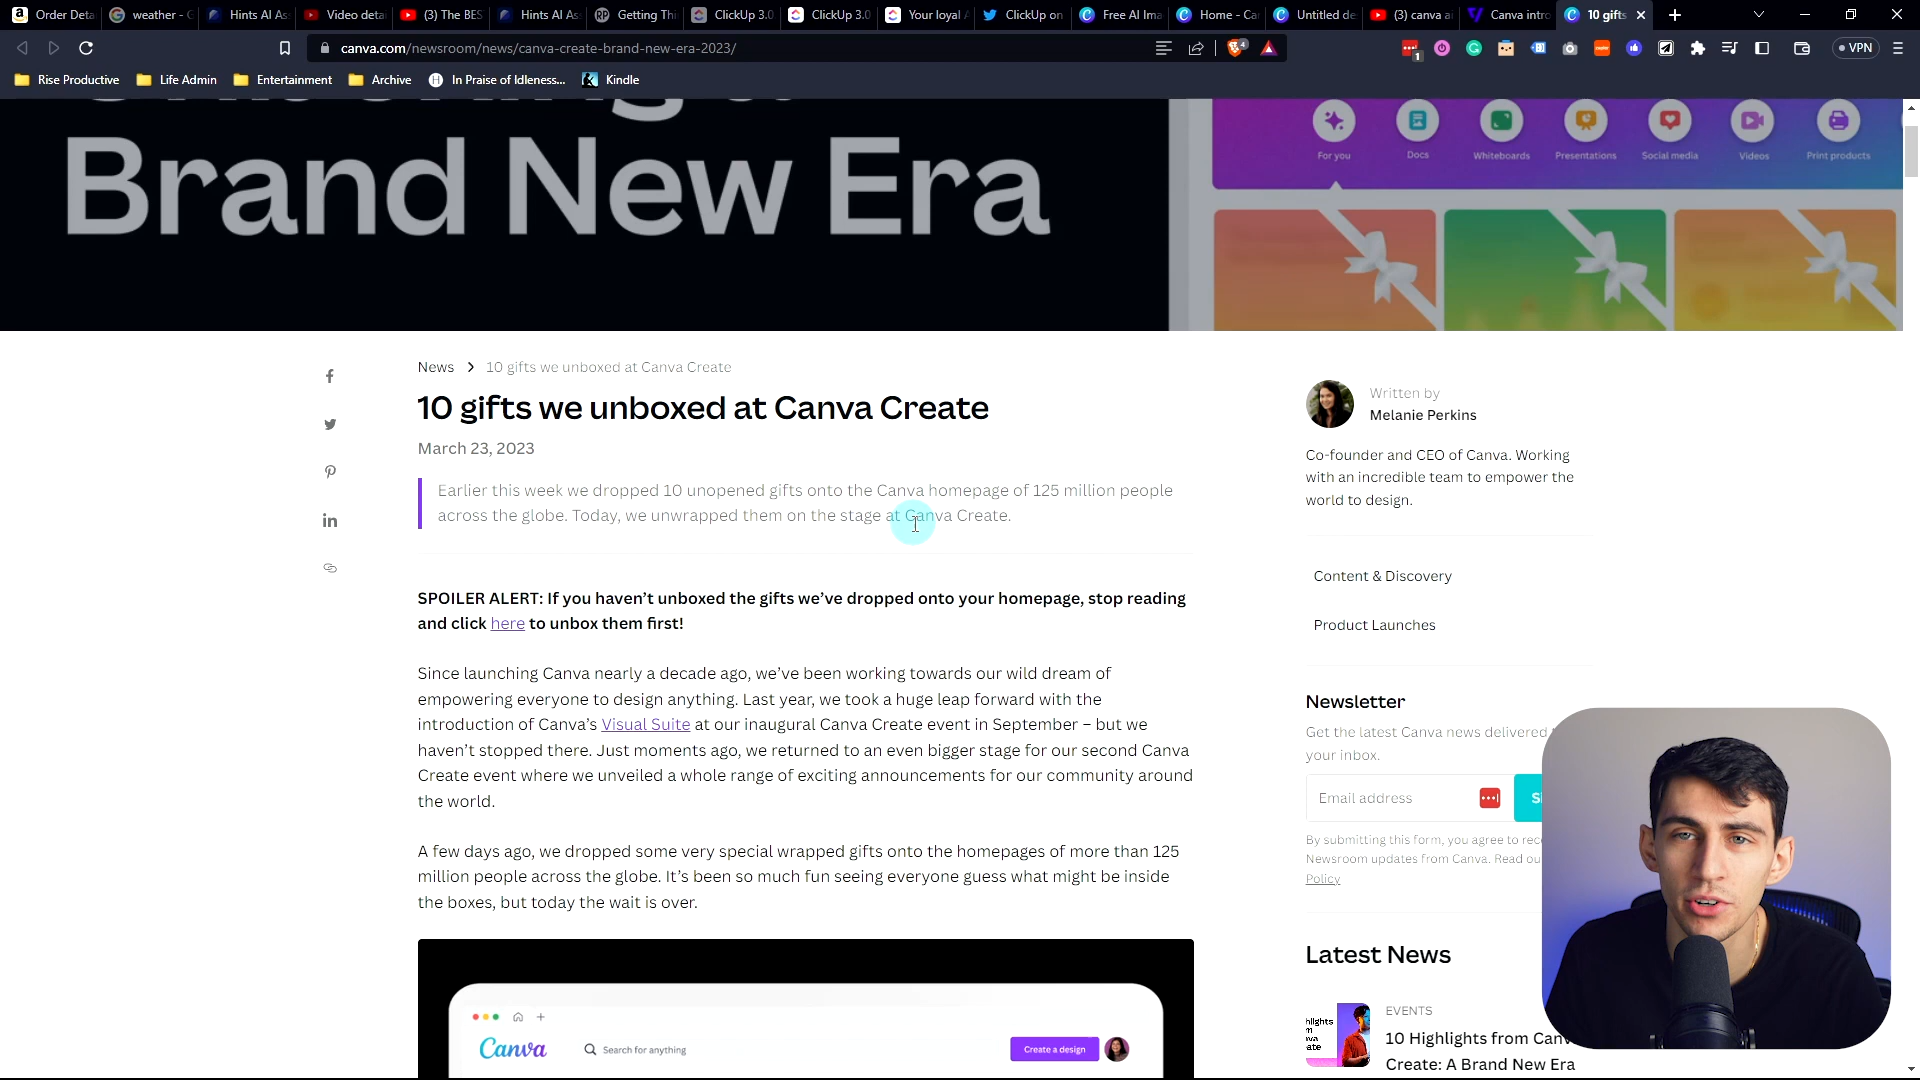 Order Deta
weather - G
Hints AI As
Video deta
(3) The BES
Hints AI As
Getting Thi
ClickUp 3.0
ClickUp 3.0
Your loyal A
ClickUp on
Free AI Ima
Home - Ca
Untitled de
(3) canva ai
Canva intro
10 gifts
canva.com/newsroom/news/canva-create-brand-new-era-2023/
4
1
VPN
Rise Productive
Life Admin
Entertainment
Archive
In Praise of Idleness...
Kindle
Brand New Era
For you
Docs
Whiteboards
Presentations
Social media
Videos
Print products
News > 10 gifts we unboxed at Canva Create
10 gifts we unboxed at Canva Create
March 23, 2023
Earlier this week we dropped 10 unopened gifts onto the Canva homepage of 125 million people
across the globe. Today, we unwrapped them on the stage at Canva Create.
SPOILER ALERT: If you haven't unboxed the gifts we've dropped onto your homepage, stop reading
and click here to unbox them first!
Since launching Canva nearly a decade ago, we've been working towards our wild dream of
empowering everyone to design anything. Last year, we took a huge leap forward with the
introduction of Canva's Visual Suite at our inaugural Canva Create event in September – but we
haven't stopped there. Just moments ago, we returned to an even bigger stage for our second Canva
Create event where we unveiled a whole range of exciting announcements for our community around
the world.
A few days ago, we dropped some very special wrapped gifts onto the homepages of more than 125
million people across the globe. It's been so much fun seeing everyone guess what might be inside
the boxes, but today the wait is over.
Canva
Search for anything
Create a design
Written by
Melanie Perkins
Co-founder and CEO of Canva. Working
with an incredible team to empower the
world to design.
Content & Discovery
Product Launches
Newsletter
Get the latest Canva news delivered
your inbox.
Email address
Si
By submitting this form, you agree to rece
Newsroom updates from Canva. Read ou
Policy
Latest News
EVENTS
10 Highlights from Canv
Create: A Brand New Era